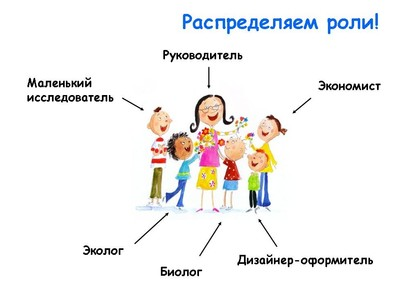 Распределяем роли!
Руководитель
Маленький
исследователь
Экономист
Эколог
Биолог
Дизайнер-оформитель